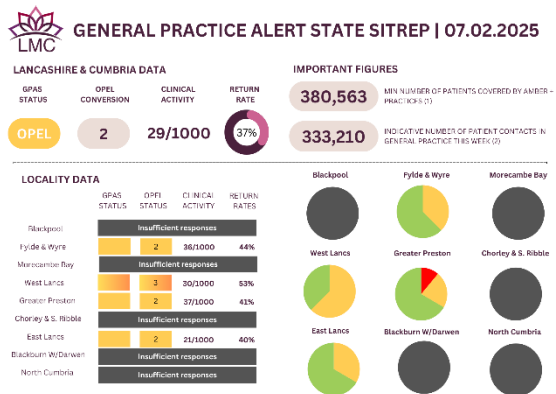 LMC
GENERAL PRACTICE ALERT STATE SITREP | 07.02.2025
LANCASHIRE & CUMBRIA DATA
GPAS STATUS
OPEL CONVERSION
CLINICAL ACTIVITY
RETURN RATE
OPEL
2
29/1000
37%
IMPORTANT FIGURES
380,563
MIN NUMBER OF PATIENTS COVERED BY AMBER –
PRACTICES (1)
333,210
INDICATIVE NUMBER OF PATIENT CONTACTS IN
GENERAL PRACTICE THIS WEEK (2)
LOCALITY DATA
GPAS STATUS
OPEL STATUS
CLINICAL ACTIVITY
RETURN RATES
Blackpool Insufficient responses
Fylde & Wyre 2 36/1000 44%
Morecambe Bay Insufficient responses
West Lancs 3 30/1000 53%
Greater Preston 2 37/1000 41%
Chorley & S. Ribble Insufficient responses
East Lancs 2 21/1000 40%
Blackburn W/Darwen Insufficient responses
North Cumbria Insufficient responses
Blackpool
Fylde & Wyre
Morecambe Bay
West Lancs
Greater Preston
Chorley & S. Ribble
East Lancs
Blackburn W/Darwen
North Cumbria